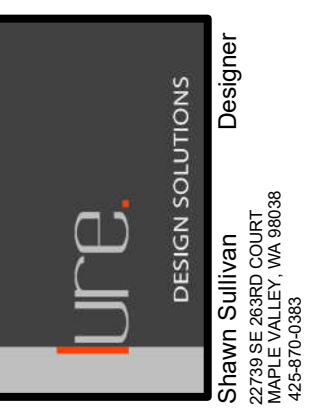 lure.
DESIGN SOLUTIONS
Shawn Sullivan Designer
22739 SE 263RD COURT
MAPLE VALLEY, WA 98038
425-870-0383